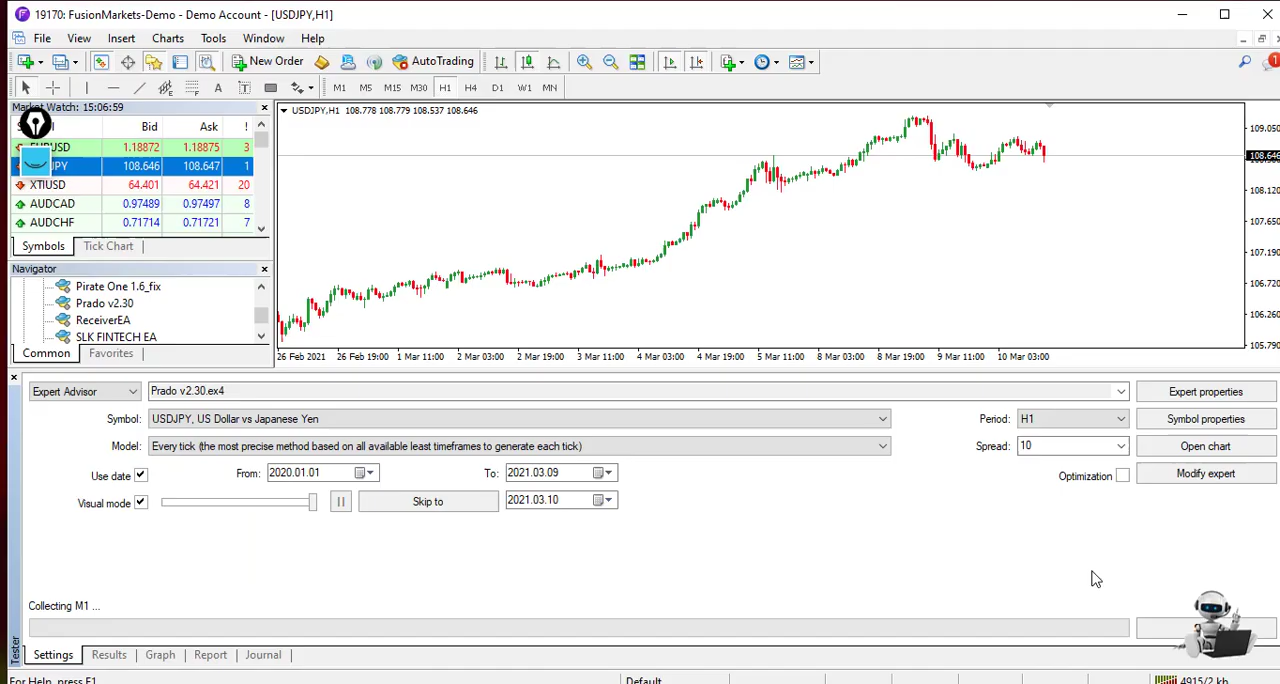 19170: FusionMarkets-Demo - Demo Account - [USDJPY,H1]
File View Insert Charts Tools Window Help
New Order AutoTrading 1
A T M1 M5 M15 M30 H1 H4 D1 W1 MN
Market Watch: 15:06:59
Bid Ask !
1.18872 1.18875 3
108.646 108.647 1
XTIUSD 64.401 64.421 20
AUDCAD 0.97489 0.97497 8
AUDCHF 0.71714 0.71721 7
Symbols Tick Chart
Navigator
Pirate One 1.6_fix
Prado v2.30
ReceiverEA
SLK FINTECH EA
Common Favorites
USDJPY,H1 108.778 108.779 108.537 108.646
109.050
108.646
108.120
107.650
107.190
106.720
106.260
105.790
26 Feb 2021 26 Feb 19:00 1 Mar 11:00 2 Mar 03:00 2 Mar 19:00 3 Mar 11:00 4 Mar 03:00 4 Mar 19:00 5 Mar 11:00 8 Mar 03:00 8 Mar 19:00 9 Mar 11:00 10 Mar 03:00
Expert Advisor Prado v2.30.ex4 Expert properties
Symbol: USDJPY, US Dollar vs Japanese Yen Period: H1 Symbol properties
Model: Every tick (the most precise method based on all available least timeframes to generate each tick) Spread: 10 Open chart
Use date From: 2020.01.01 To: 2021.03.09 Optimization Modify expert
Visual mode Skip to 2021.03.10
Collecting M1 ...
Tester
Settings Results Graph Report Journal
For Help, press F1 Default 4915/2 kb